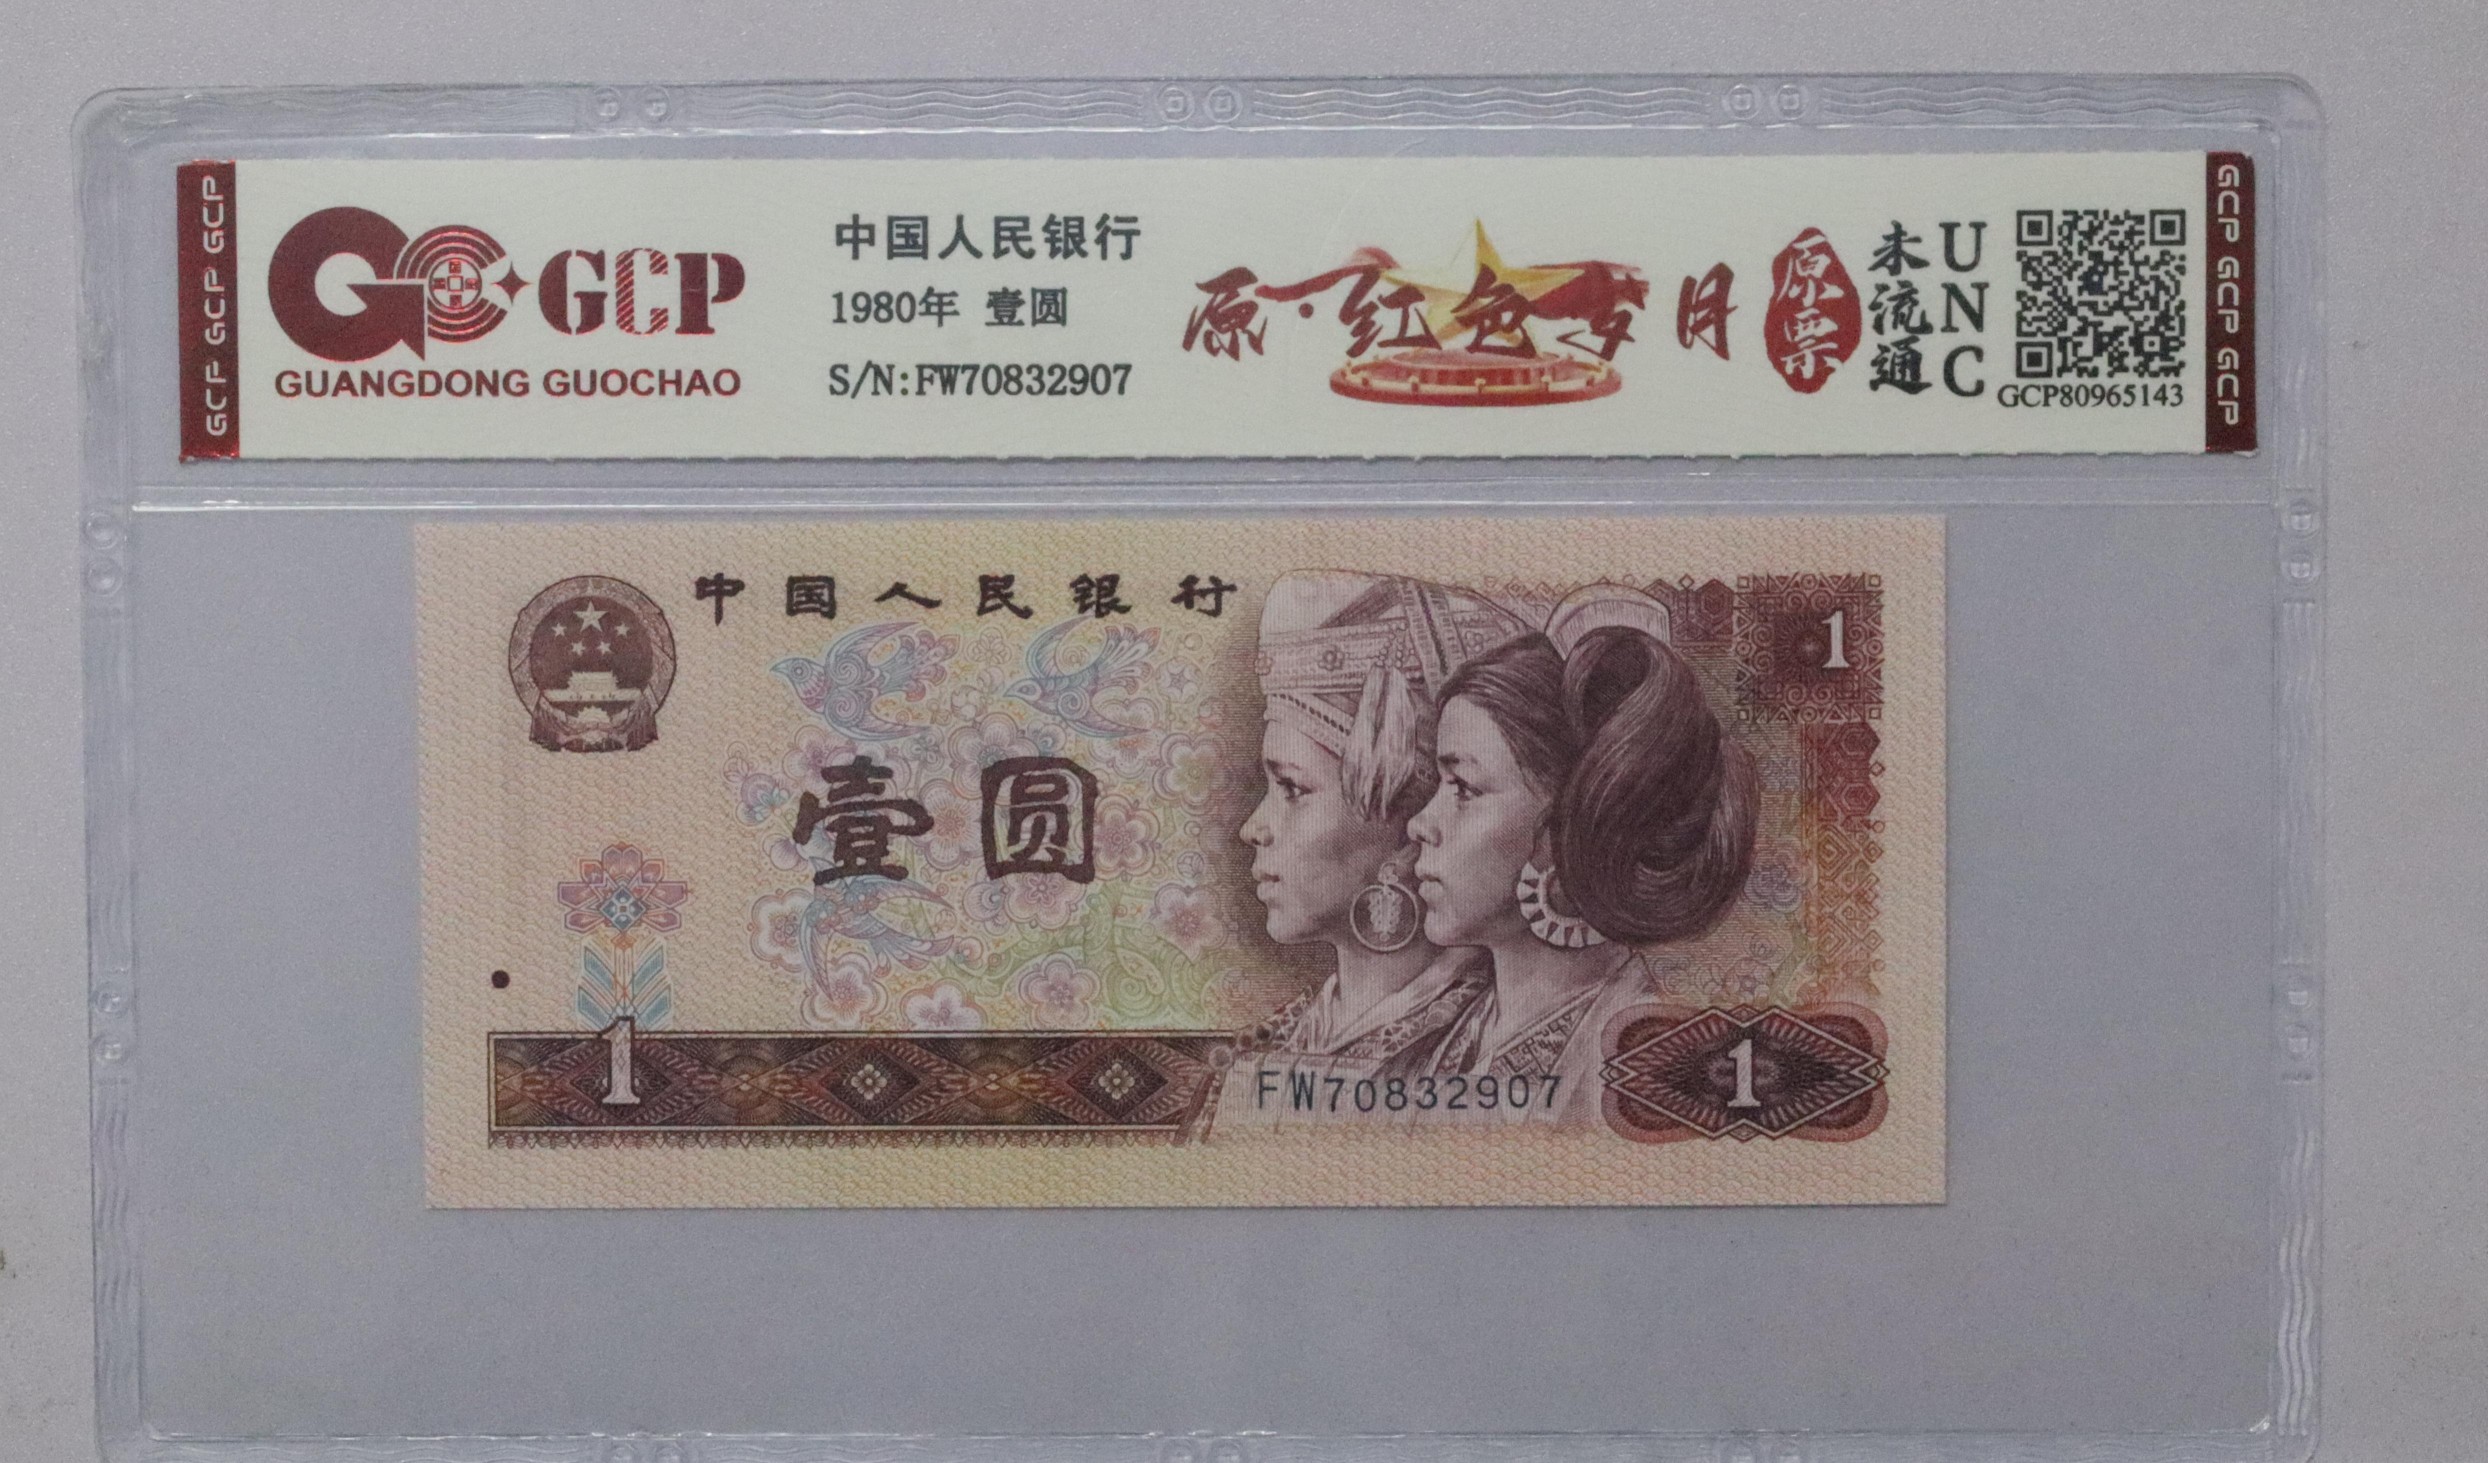 GCP GCP GCP
GCP
GUANGDONG GUOCHAO
中国人民银行
1980年 壹圆
S/N:FW70832907
原·红色岁月
原票
未流通
UNC
GCP80965143
GCP GCP GCP
中国人民银行
1
壹圆
1
FW70832907
1